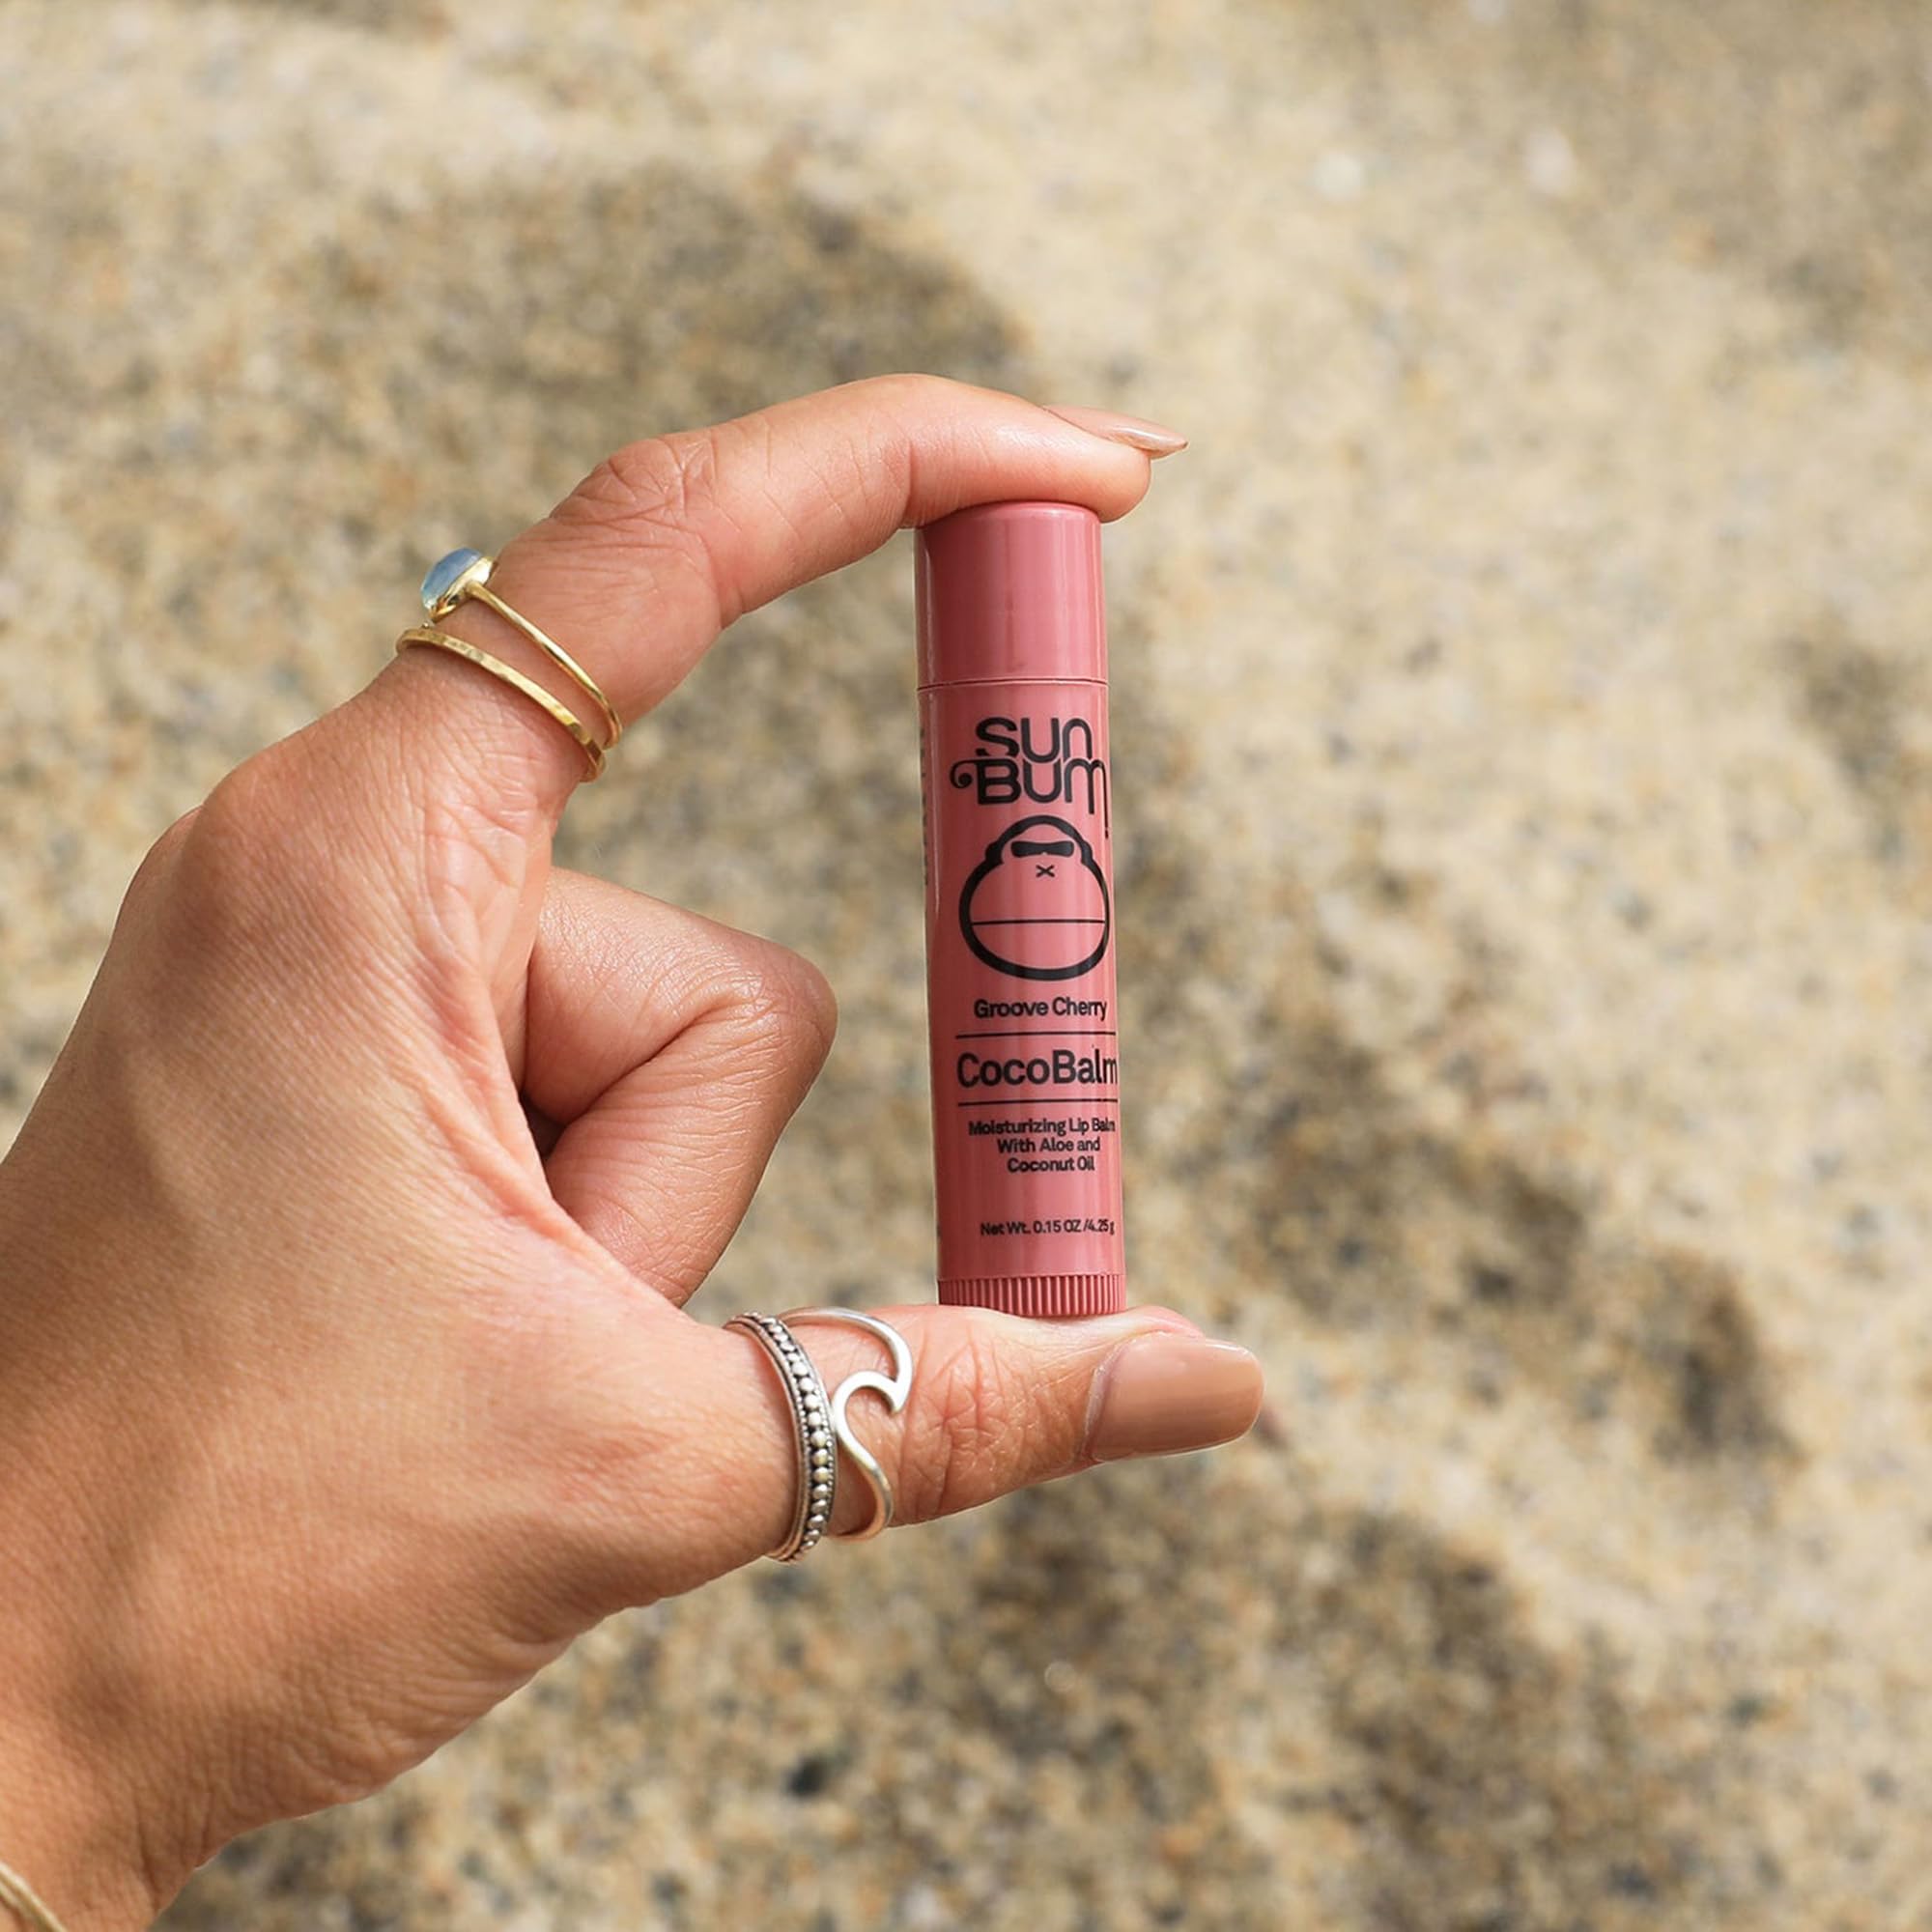 SUN
BUM
Groove Cherry
CocoBalm
Moisturizing Lip Balm
With Aloe and
Coconut Oil
Net Wt. 0.15 OZ /4.25 g